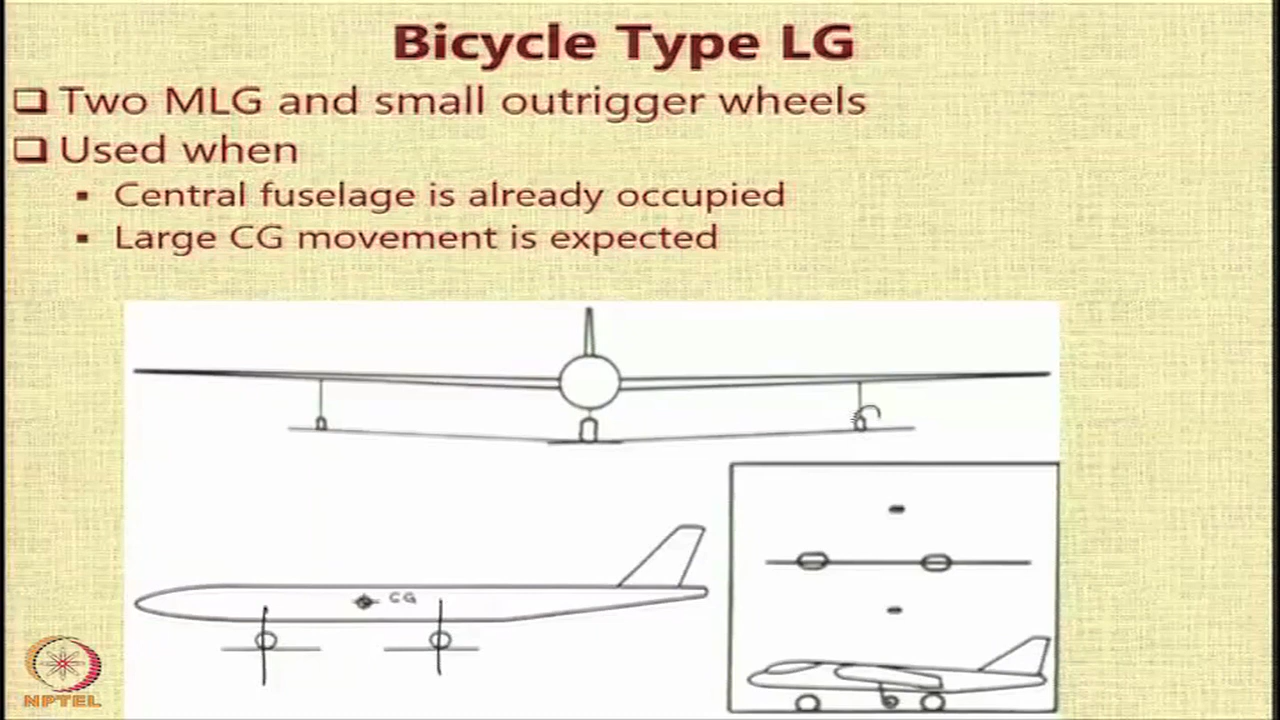 Bicycle Type LG
Two MLG and small outrigger wheels
Used when
Central fuselage is already occupied
Large CG movement is expected
CG
NPTEL